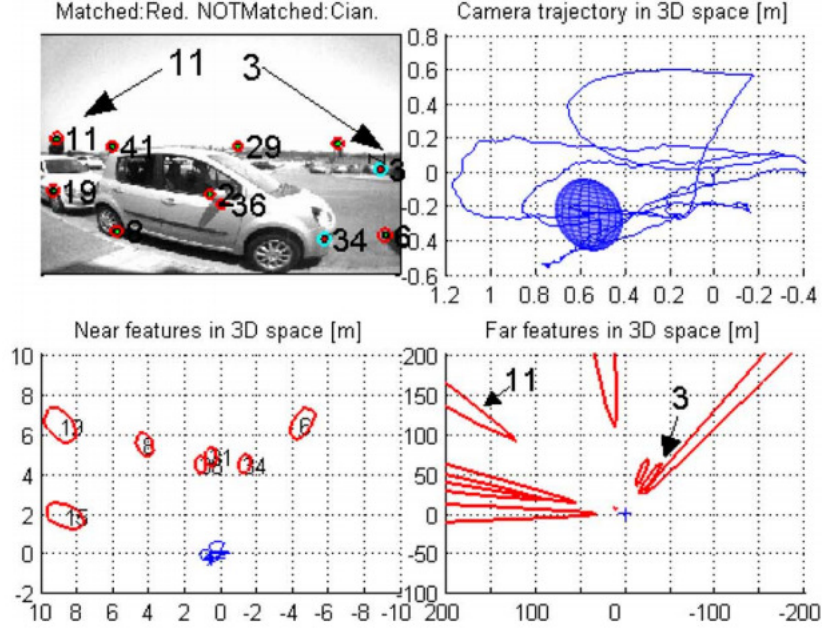 Matched:Red. NOTMatched:Cian.
11 3
11 41 29 3
19 2 36
8 34 6
Camera trajectory in 3D space [m]
0.8
0.6
0.4
0.2
0
-0.2
-0.4
-0.6
1.2 1 0.8 0.6 0.4 0.2 0 -0.2 -0.4
Near features in 3D space [m]
10
8
6
4
2
0
-2
19 8 6
34
15
10 8 6 4 2 0 -2 -4 -6 -8 -10
Far features in 3D space [m]
200
150
100
50
0
-50
-100
11 3
200 100 0 -100 -200